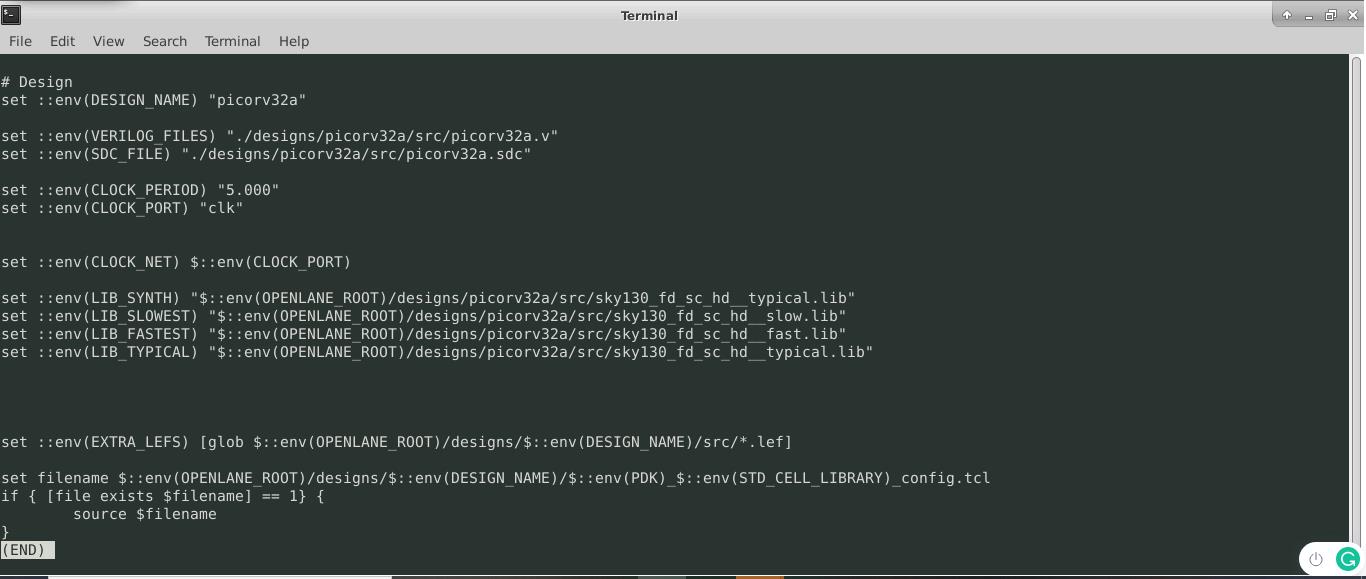 Terminal
File Edit View Search Terminal Help
# Design
set ::env(DESIGN_NAME) "picorv32a"
set ::env(VERILOG_FILES) "./designs/picorv32a/src/picorv32a.v"
set ::env(SDC_FILE) "./designs/picorv32a/src/picorv32a.sdc"
set ::env(CLOCK_PERIOD) "5.000"
set ::env(CLOCK_PORT) "clk"
set ::env(CLOCK_NET) $::env(CLOCK_PORT)
set ::env(LIB_SYNTH) "$::env(OPENLANE_ROOT)/designs/picorv32a/src/sky130_fd_sc_hd__typical.lib"
set ::env(LIB_SLOWEST) "$::env(OPENLANE_ROOT)/designs/picorv32a/src/sky130_fd_sc_hd__slow.lib"
set ::env(LIB_FASTEST) "$::env(OPENLANE_ROOT)/designs/picorv32a/src/sky130_fd_sc_hd__fast.lib"
set ::env(LIB_TYPICAL) "$::env(OPENLANE_ROOT)/designs/picorv32a/src/sky130_fd_sc_hd__typical.lib"
set ::env(EXTRA_LEFS) [glob $::env(OPENLANE_ROOT)/designs/$::env(DESIGN_NAME)/src/*.lef]
set filename $::env(OPENLANE_ROOT)/designs/$::env(DESIGN_NAME)/$::env(PDK)_$::env(STD_CELL_LIBRARY)_config.tcl
if { [file exists $filename] == 1} {
        source $filename
}
(END)